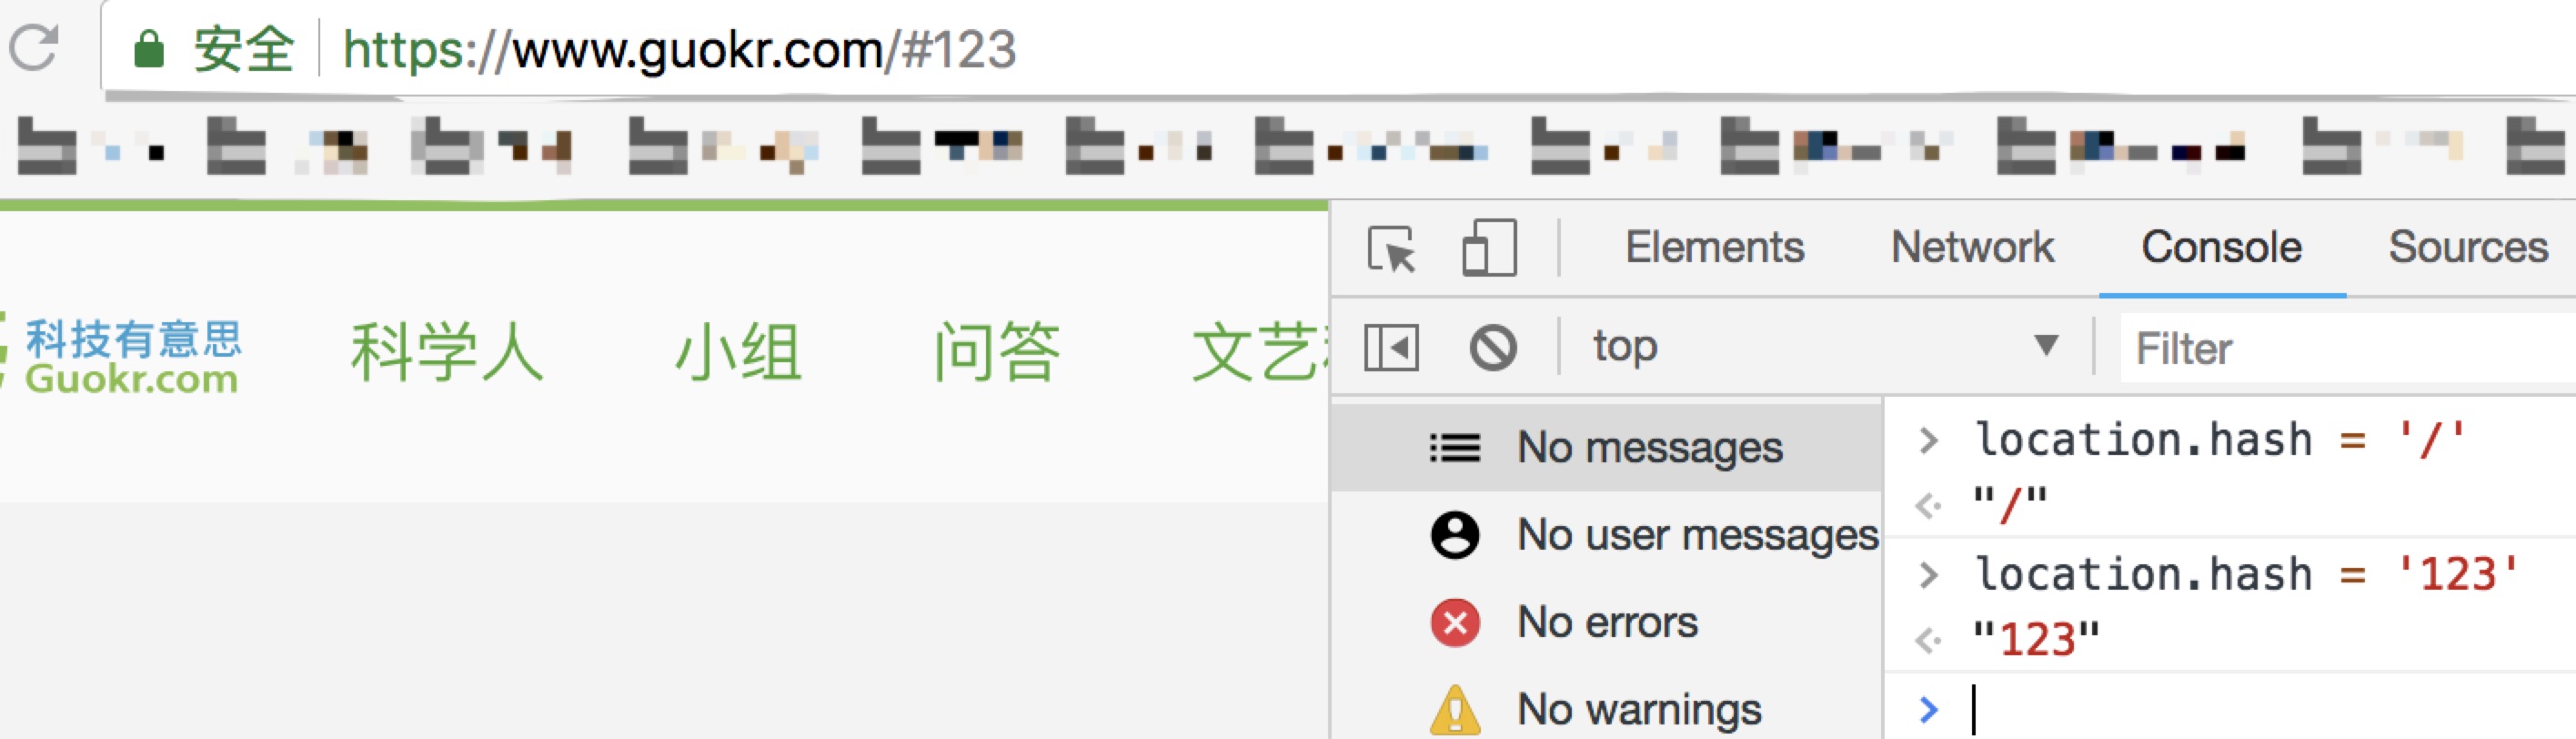 安全 https://www.guokr.com/#123
科技有意思
Guokr.com
科学人 小组 问答 文艺
Elements Network Console Sources
top Filter
No messages
No user messages
No errors
No warnings
> location.hash = '/'
"/"
> location.hash = '123'
"123"
>